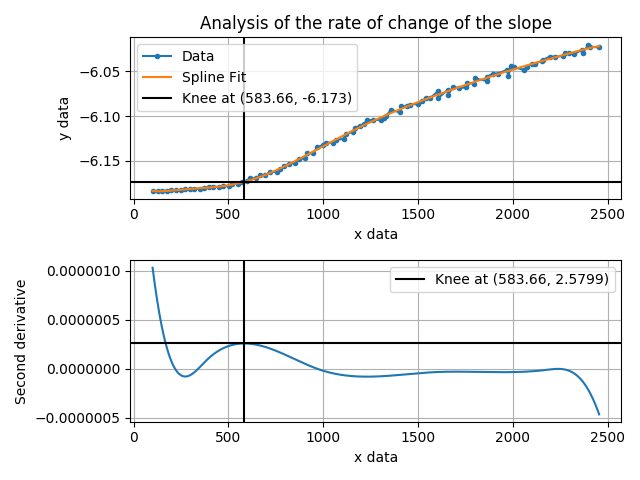 Analysis of the rate of change of the slope
Data
Spline Fit
Knee at (583.66, -6.173)
y data
−6.05
−6.10
−6.15
0 500 1000 1500 2000 2500
x data
Knee at (583.66, 2.5799)
Second derivative
0.0000010
0.0000005
0.0000000
−0.0000005
0 500 1000 1500 2000 2500
x data